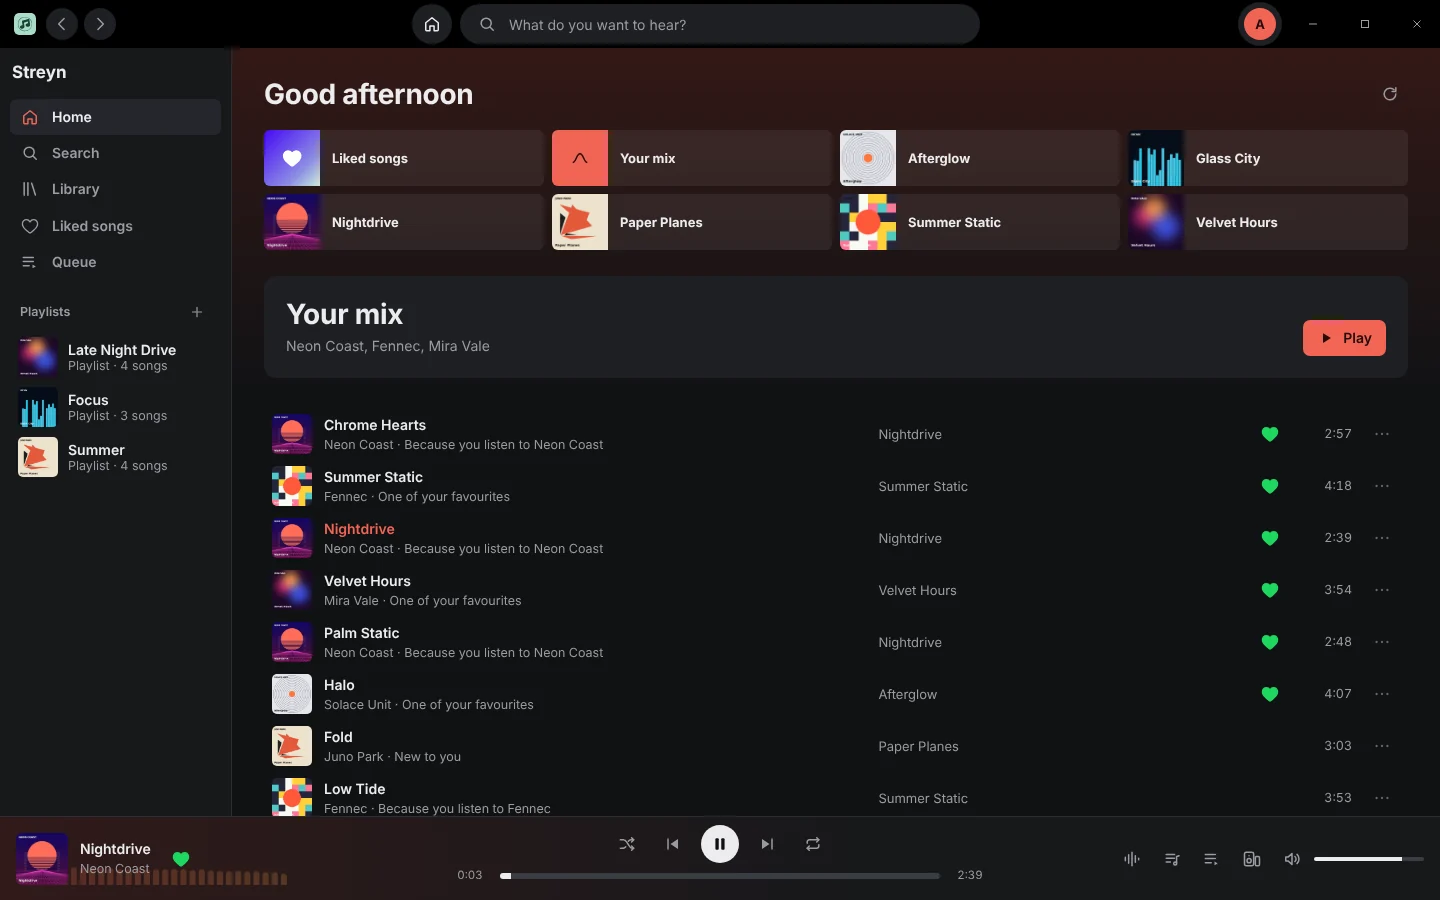 What do you want to hear?
A
Streyn
Home
Search
Library
Liked songs
Queue
Playlists
Late Night Drive
Playlist · 4 songs
Focus
Playlist · 3 songs
Summer
Playlist · 4 songs
Good afternoon
Liked songs
Your mix
Afterglow
Glass City
Nightdrive
Paper Planes
Summer Static
Velvet Hours
Your mix
Neon Coast, Fennec, Mira Vale
Play
Chrome Hearts
Neon Coast · Because you listen to Neon Coast
Nightdrive
2:57
Summer Static
Fennec · One of your favourites
Summer Static
4:18
Nightdrive
Neon Coast · Because you listen to Neon Coast
Nightdrive
2:39
Velvet Hours
Mira Vale · One of your favourites
Velvet Hours
3:54
Palm Static
Neon Coast · Because you listen to Neon Coast
Nightdrive
2:48
Halo
Solace Unit · One of your favourites
Afterglow
4:07
Fold
Juno Park · New to you
Paper Planes
3:03
Low Tide
Fennec · Because you listen to Fennec
Summer Static
3:53
Nightdrive
Neon Coast
0:03
2:39